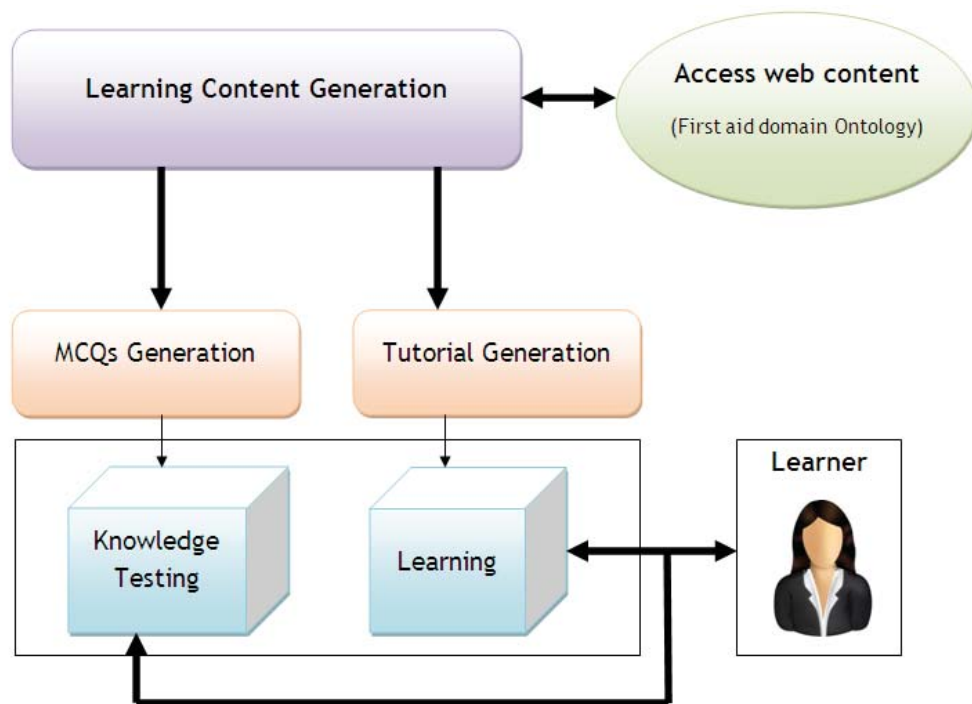 Learning Content Generation
Access web content
(First aid domain Ontology)
MCQs Generation
Tutorial Generation
Knowledge
Testing
Learning
Learner